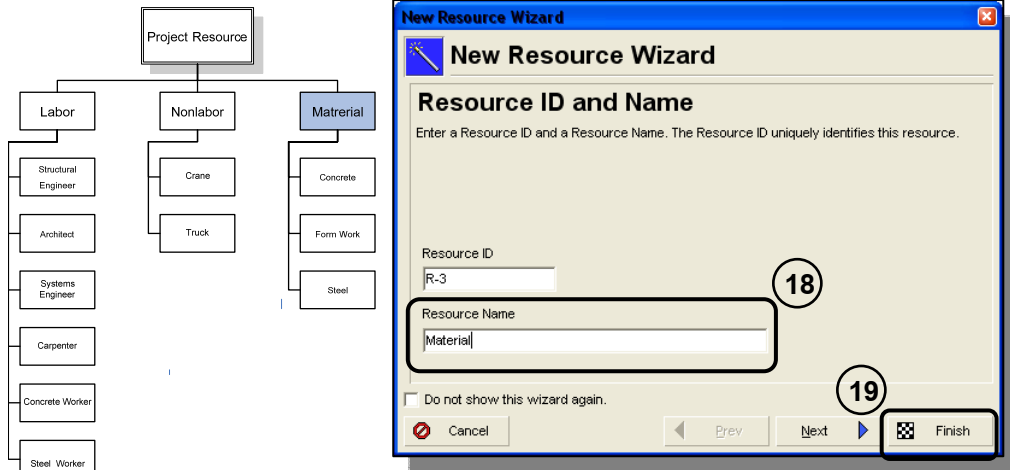 Project Resource
Labor
Nonlabor
Matrerial
Structural
Engineer
Architect
Systems
Engineer
Carpenter
Concrete Worker
Steel Worker
Crane
Truck
Concrete
Form Work
Steel
New Resource Wizard
New Resource Wizard
Resource ID and Name
Enter a Resource ID and a Resource Name. The Resource ID uniquely identifies this resource.
Resource ID
R-3
18
Resource Name
Material
Do not show this wizard again.
19
Cancel
Prev
Next
Finish